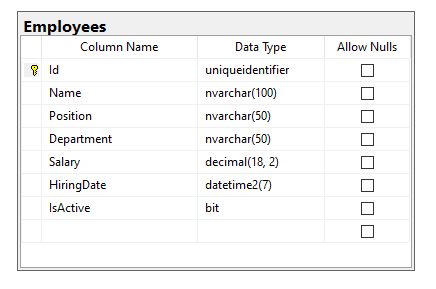 Employees
Column Name Data Type Allow Nulls
Id uniqueidentifier
Name nvarchar(100)
Position nvarchar(50)
Department nvarchar(50)
Salary decimal(18, 2)
HiringDate datetime2(7)
IsActive bit